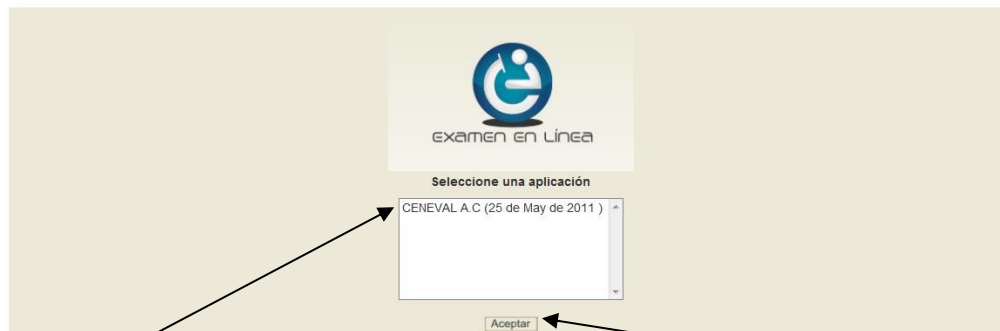 examen en línea
Seleccione una aplicación
CENEVAL A.C (25 de May de 2011 )
Aceptar